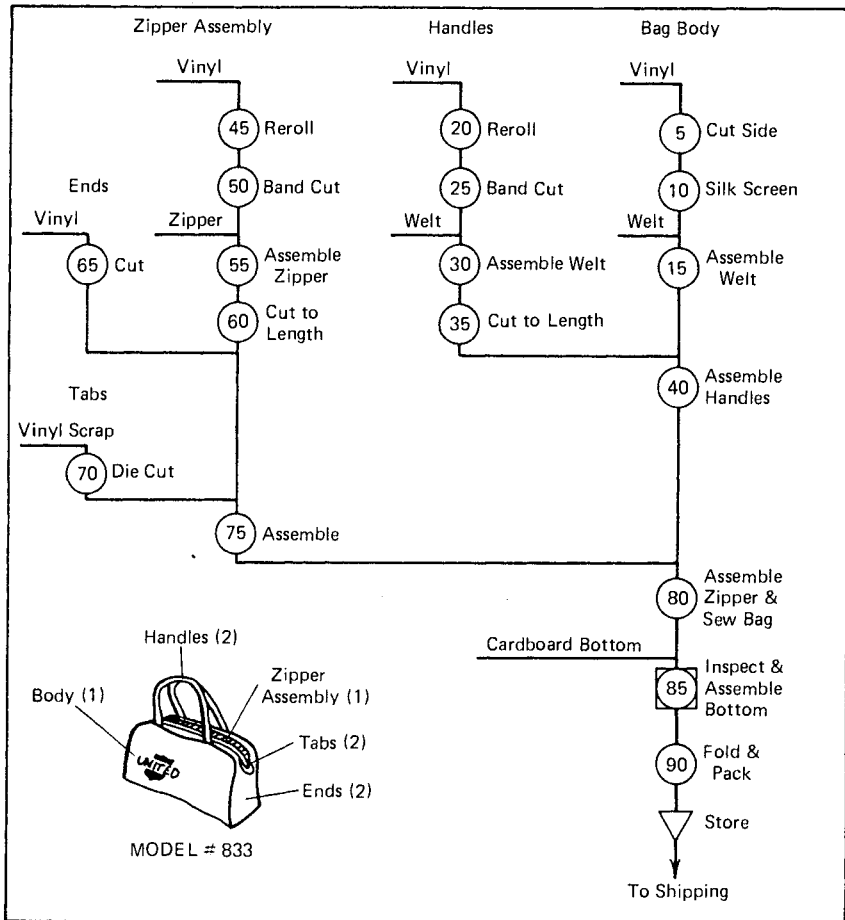 Zipper Assembly
Handles
Bag Body
Vinyl
Vinyl
Vinyl
45 Reroll
20 Reroll
5 Cut Side
Ends
50 Band Cut
25 Band Cut
10 Silk Screen
Vinyl
Zipper
Welt
Welt
65 Cut
55 Assemble
Zipper
30 Assemble Welt
15 Assemble
Welt
60 Cut to
Length
35 Cut to Length
40 Assemble
Handles
Tabs
Vinyl Scrap
70 Die Cut
75 Assemble
80 Assemble
Zipper &
Sew Bag
Cardboard Bottom
85 Inspect &
Assemble
Bottom
90 Fold &
Pack
Store
To Shipping
Handles (2)
Zipper
Assembly (1)
Body (1)
Tabs (2)
UNITED
Ends (2)
MODEL # 833